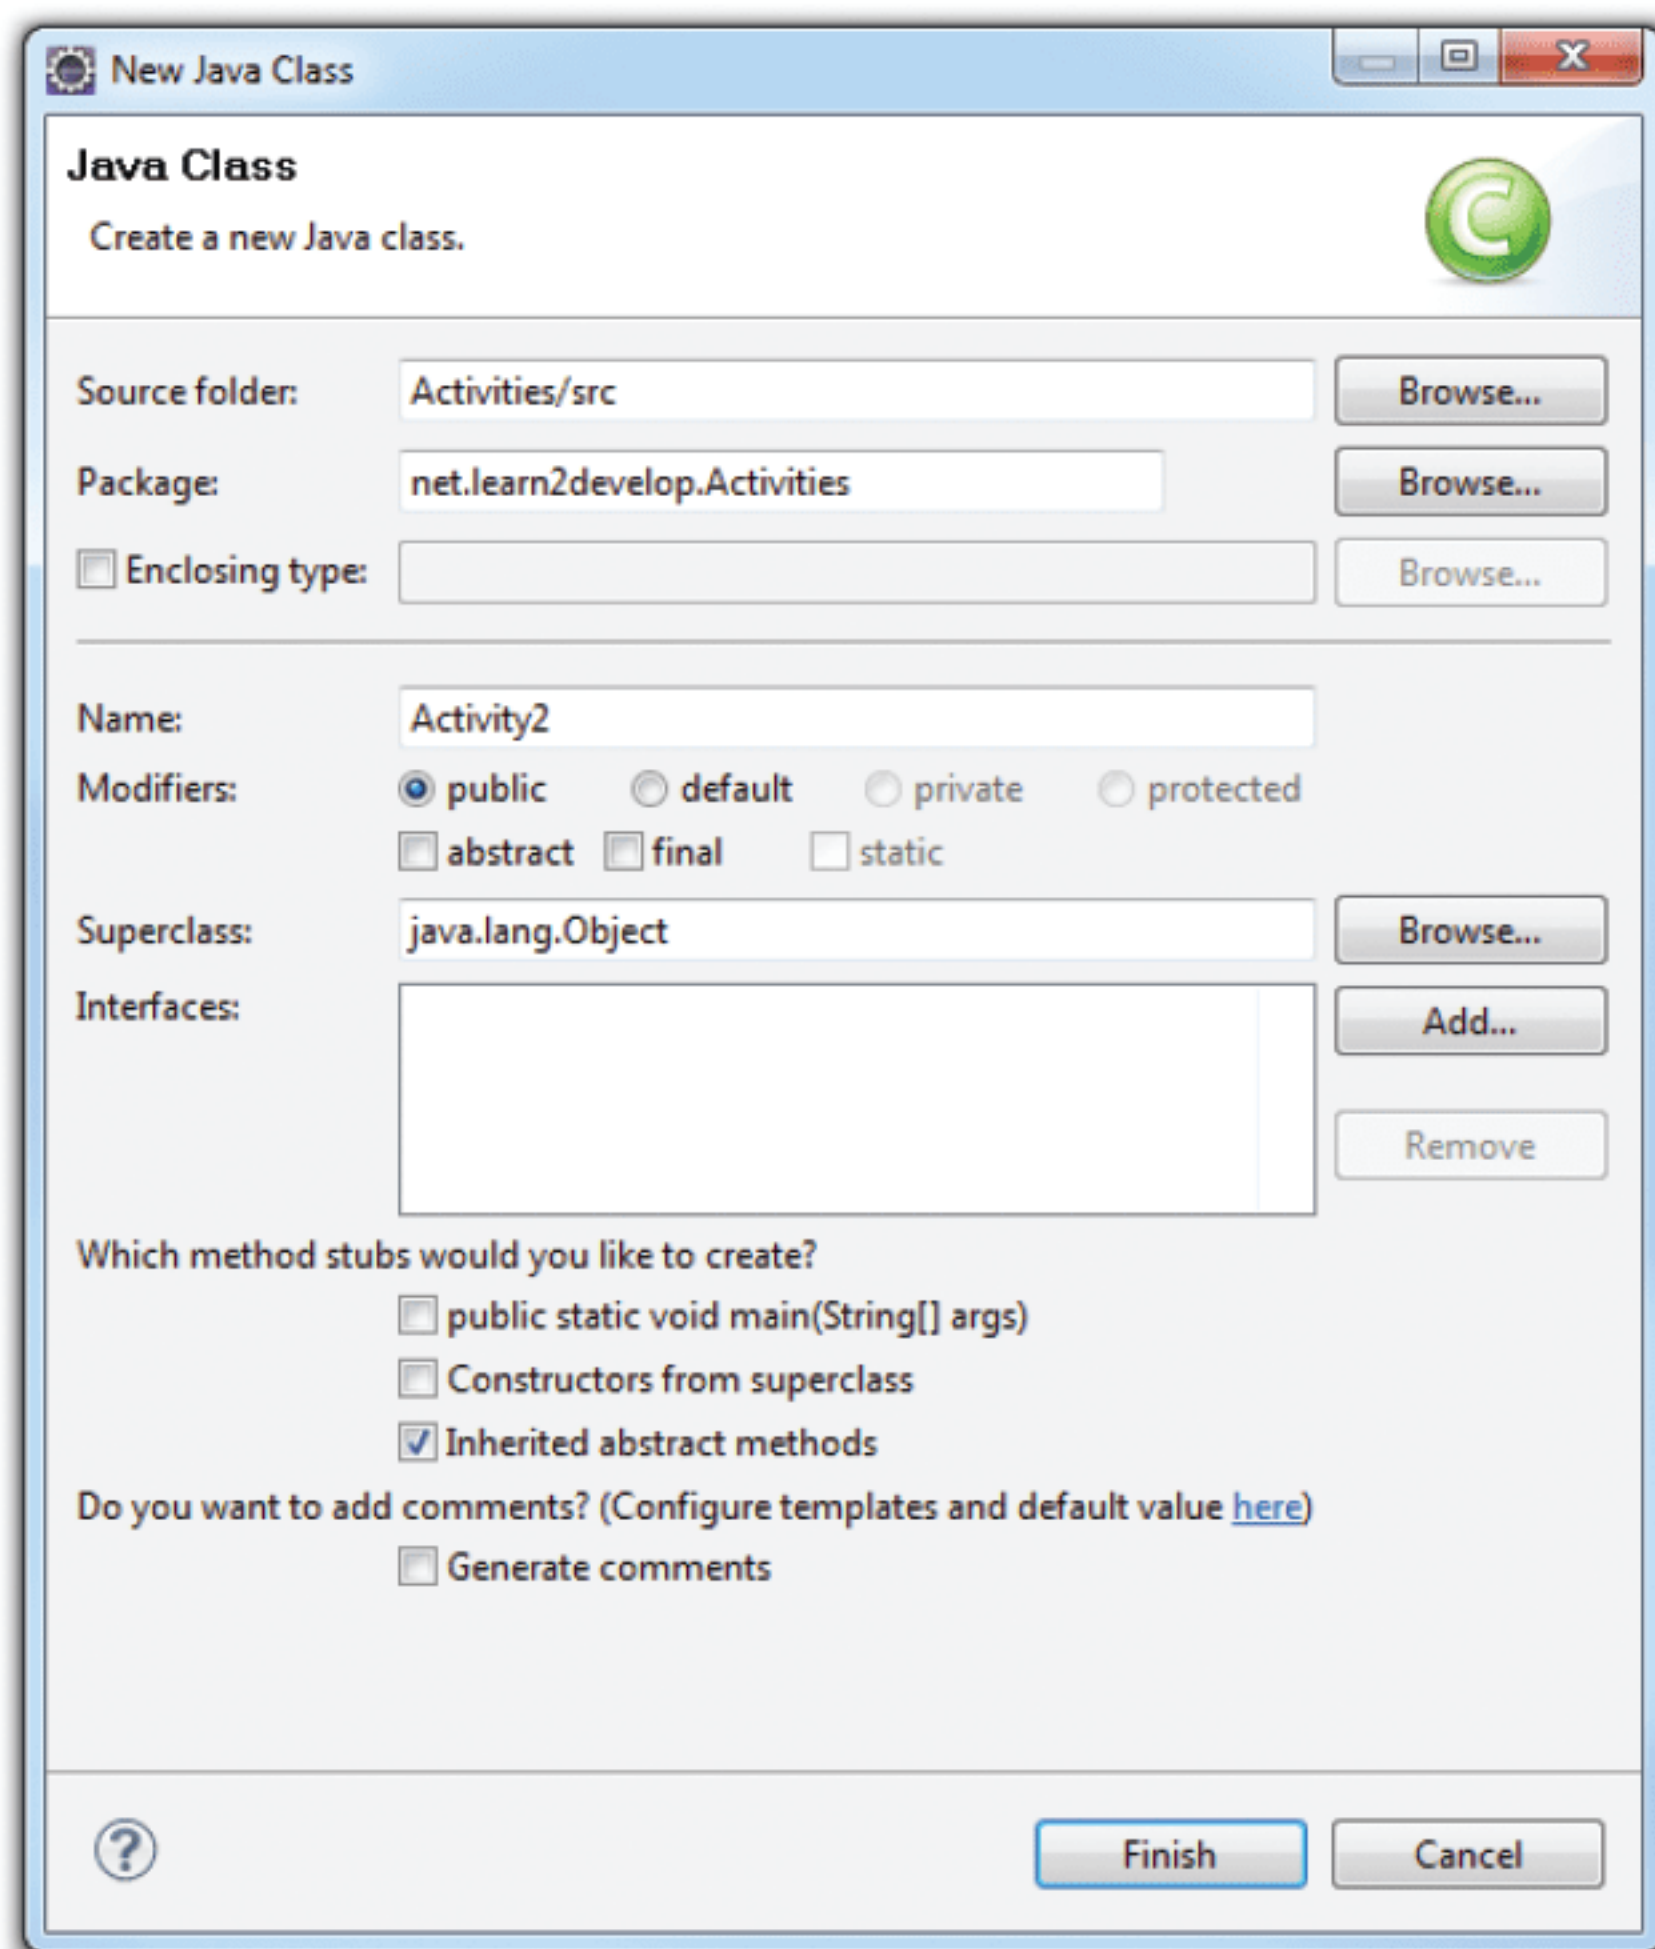 New Java Class
Java Class
Create a new Java class.
Source folder: Activities/src Browse...
Package: net.learn2develop.Activities Browse...
Enclosing type: Browse...
Name: Activity2
Modifiers: public default private protected
abstract final static
Superclass: java.lang.Object Browse...
Interfaces: Add...
Remove
Which method stubs would you like to create?
public static void main(String[] args)
Constructors from superclass
Inherited abstract methods
Do you want to add comments? (Configure templates and default value here)
Generate comments
? Finish Cancel